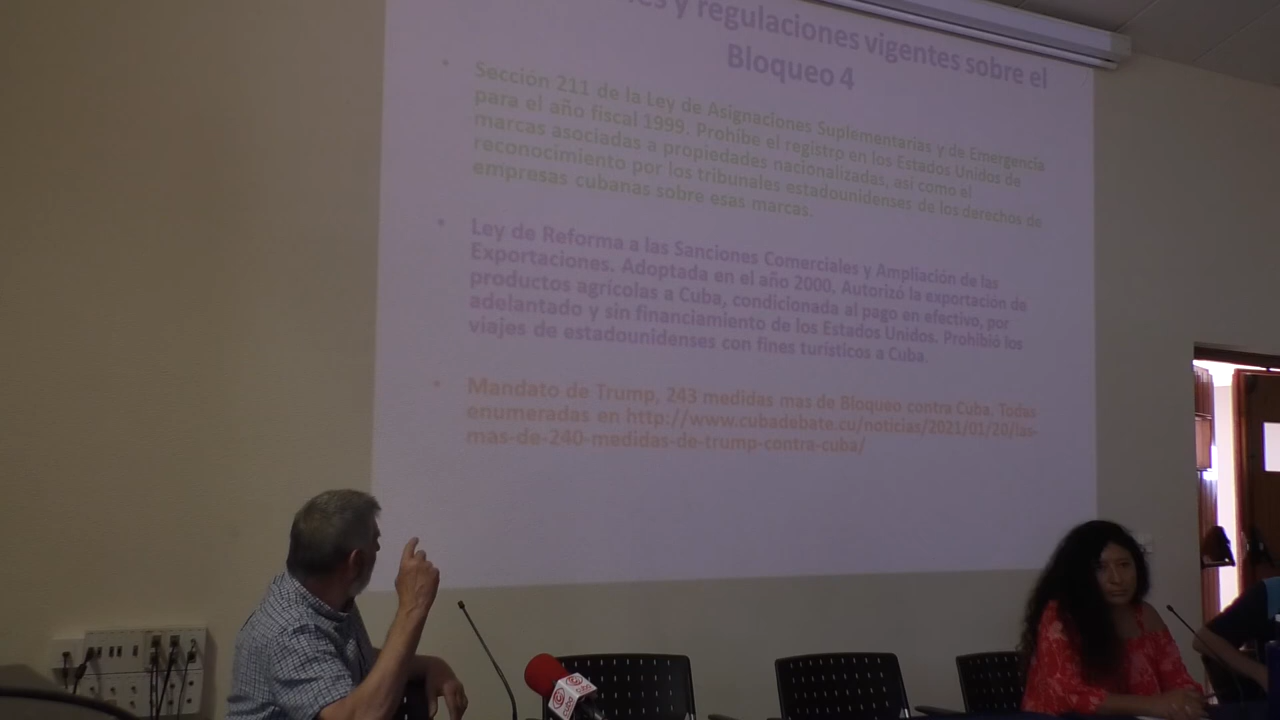 es y regulaciones vigentes sobre el
Bloqueo 4
• Sección 211 de la Ley de Asignaciones Suplementarias y de Emergencia
para el año fiscal 1999. Prohíbe el registro en los Estados Unidos de
marcas asociadas a propiedades nacionalizadas, así como el
reconocimiento por los tribunales estadounidenses de los derechos de
empresas cubanas sobre esas marcas.
• Ley de Reforma a las Sanciones Comerciales y Ampliación de las
Exportaciones. Adoptada en el año 2000. Autorizó la exportación de
productos agrícolas a Cuba, condicionada al pago en efectivo, por
adelantado y sin financiamiento de los Estados Unidos. Prohibió los
viajes de estadounidenses con fines turísticos a Cuba.
• Mandato de Trump, 243 medidas mas de Bloqueo contra Cuba. Todas
enumeradas en http://www.cubadebate.cu/noticias/2021/01/20/las-
mas-de-240-medidas-de-trump-contra-cuba/